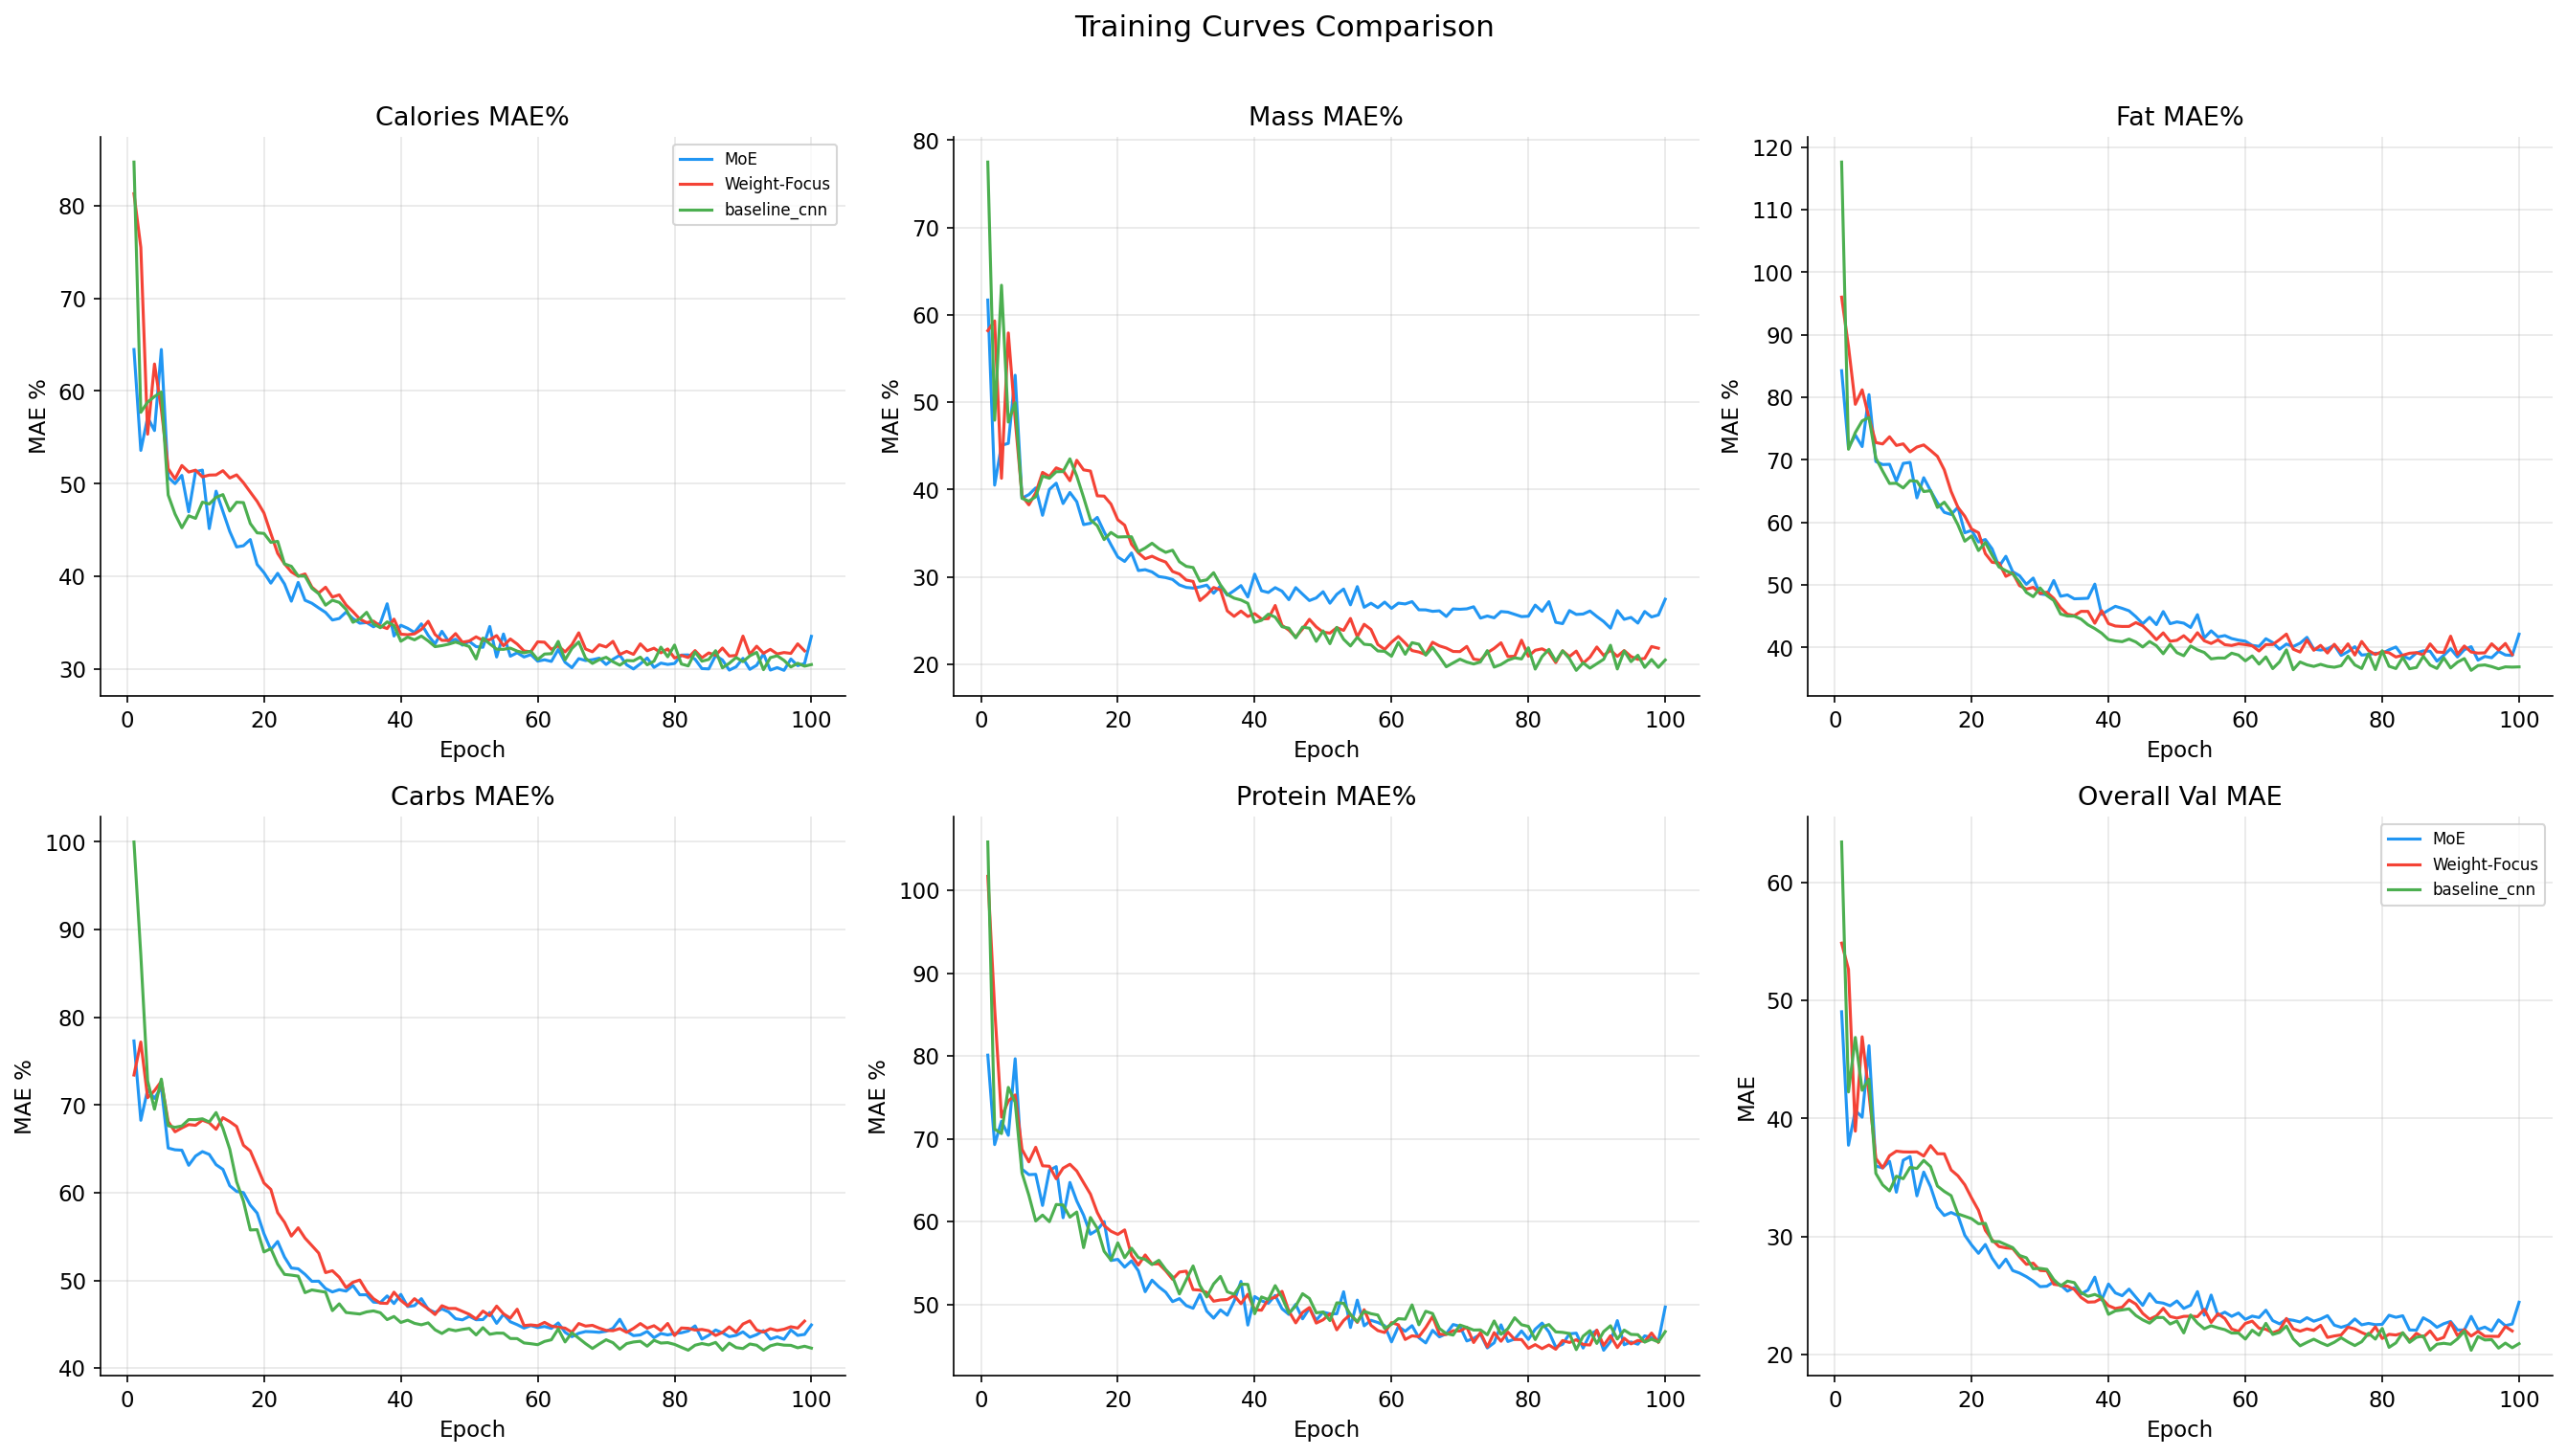 Training Curves Comparison
Calories MAE%
MAE %
80
70
60
50
40
30
0 20 40 60 80 100
Epoch
MoE
Weight-Focus
baseline_cnn
Mass MAE%
MAE %
80
70
60
50
40
30
20
0 20 40 60 80 100
Epoch
Fat MAE%
MAE %
120
110
100
90
80
70
60
50
40
0 20 40 60 80 100
Epoch
Carbs MAE%
MAE %
100
90
80
70
60
50
40
0 20 40 60 80 100
Epoch
Protein MAE%
MAE %
100
90
80
70
60
50
0 20 40 60 80 100
Epoch
Overall Val MAE
MAE
60
50
40
30
20
0 20 40 60 80 100
Epoch
MoE
Weight-Focus
baseline_cnn